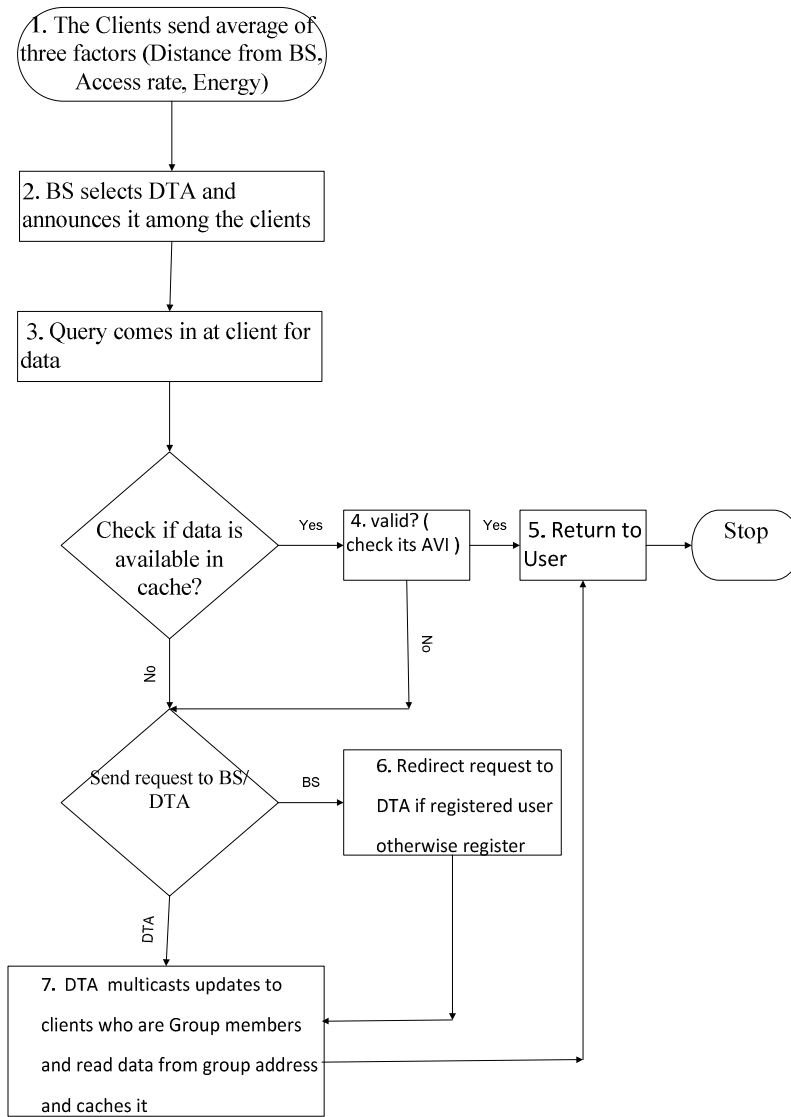 1. The Clients send average of
three factors (Distance from BS,
Access rate, Energy)
2. BS selects DTA and
announces it among the clients
3. Query comes in at client for
data
Check if data is
available in
cache?
Yes
4. valid? (
check its AVI )
Yes
5. Return to
User
Stop
No
No
Send request to BS/
DTA
BS
6. Redirect request to
DTA if registered user
otherwise register
DTA
7. DTA multicasts updates to
clients who are Group members
and read data from group address
and caches it